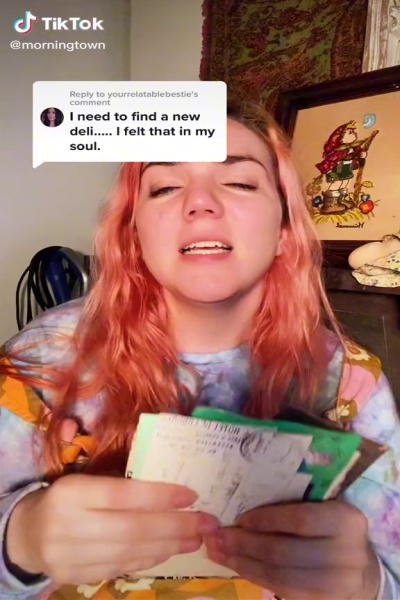 TikTok
@morningtown
Reply to yourrelatablebestie's
comment
I need to find a new
deli..... I felt that in my
soul.